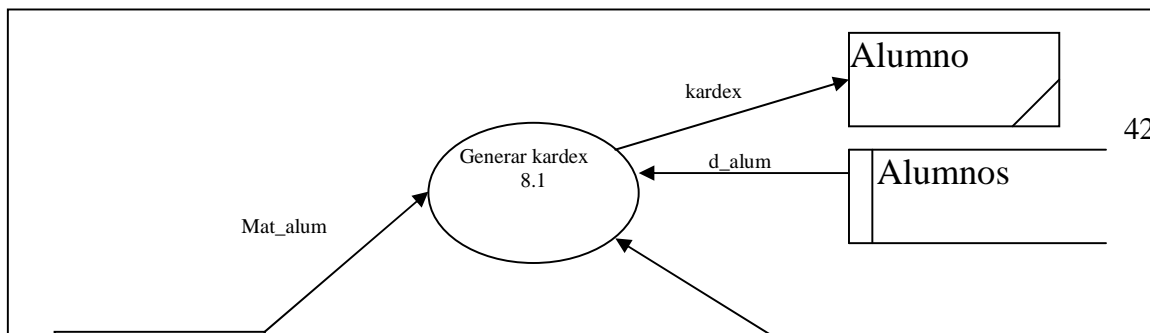 Alumno
kardex
42
Generar kardex
8.1
d_alum
Alumnos
Mat_alum